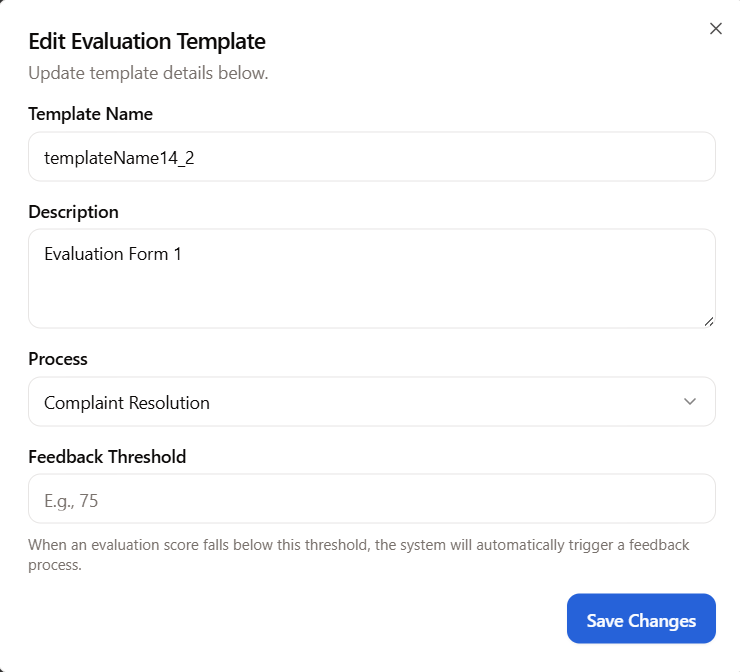 Edit Evaluation Template
Update template details below.
Template Name
templateName14_2
Description
Evaluation Form 1
Process
Complaint Resolution
Feedback Threshold
E.g., 75
When an evaluation score falls below this threshold, the system will automatically trigger a feedback
process.
Save Changes